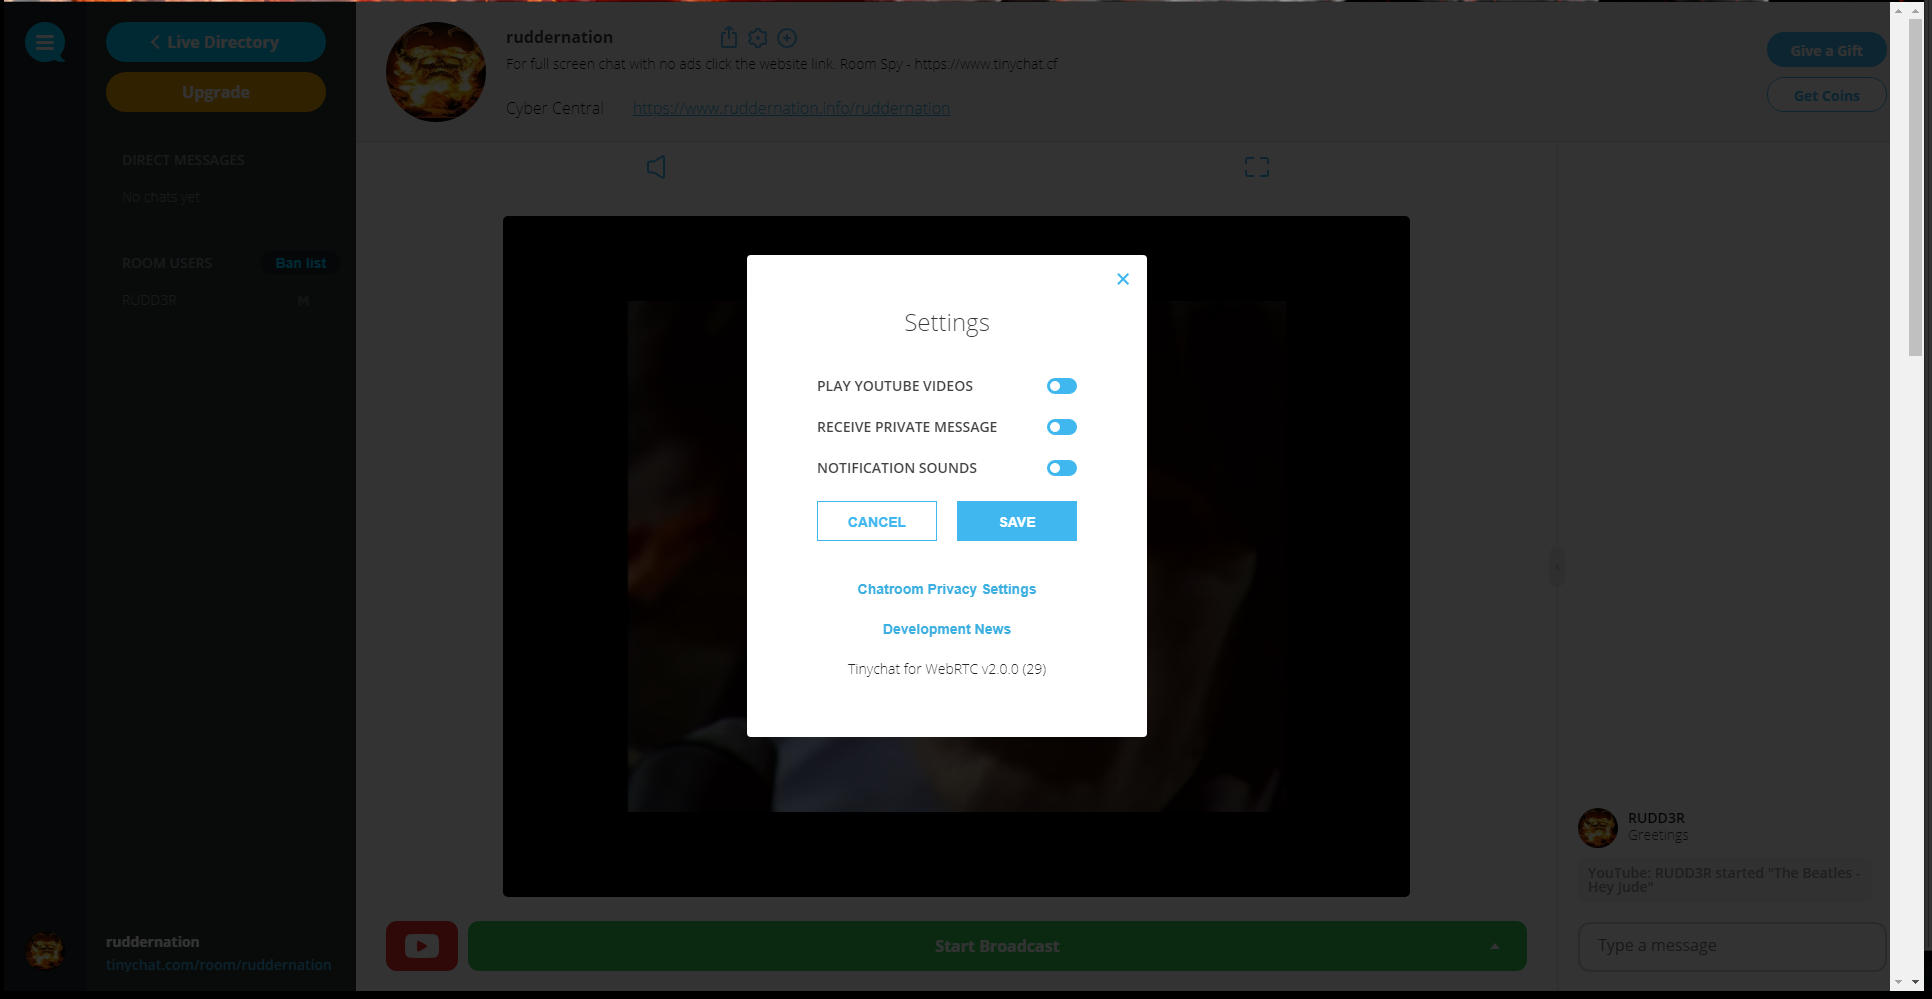 Live Directory
Upgrade
DIRECT MESSAGES
No chats yet
ROOM USERS
Ban list
RUDD3R
M
ruddernation
tinychat.com/room/ruddernation
ruddernation
For full screen chat with no ads click the website link. Room Spy - https://www.tinychat.cf
Cyber Central
https://www.ruddernation.info/ruddernation
Give a Gift
Get Coins
Settings
PLAY YOUTUBE VIDEOS
RECEIVE PRIVATE MESSAGE
NOTIFICATION SOUNDS
CANCEL
SAVE
Chatroom Privacy Settings
Development News
Tinychat for WebRTC v2.0.0 (29)
Start Broadcast
RUDD3R
Greetings
YouTube: RUDD3R started "The Beatles -
Hey Jude"
Type a message